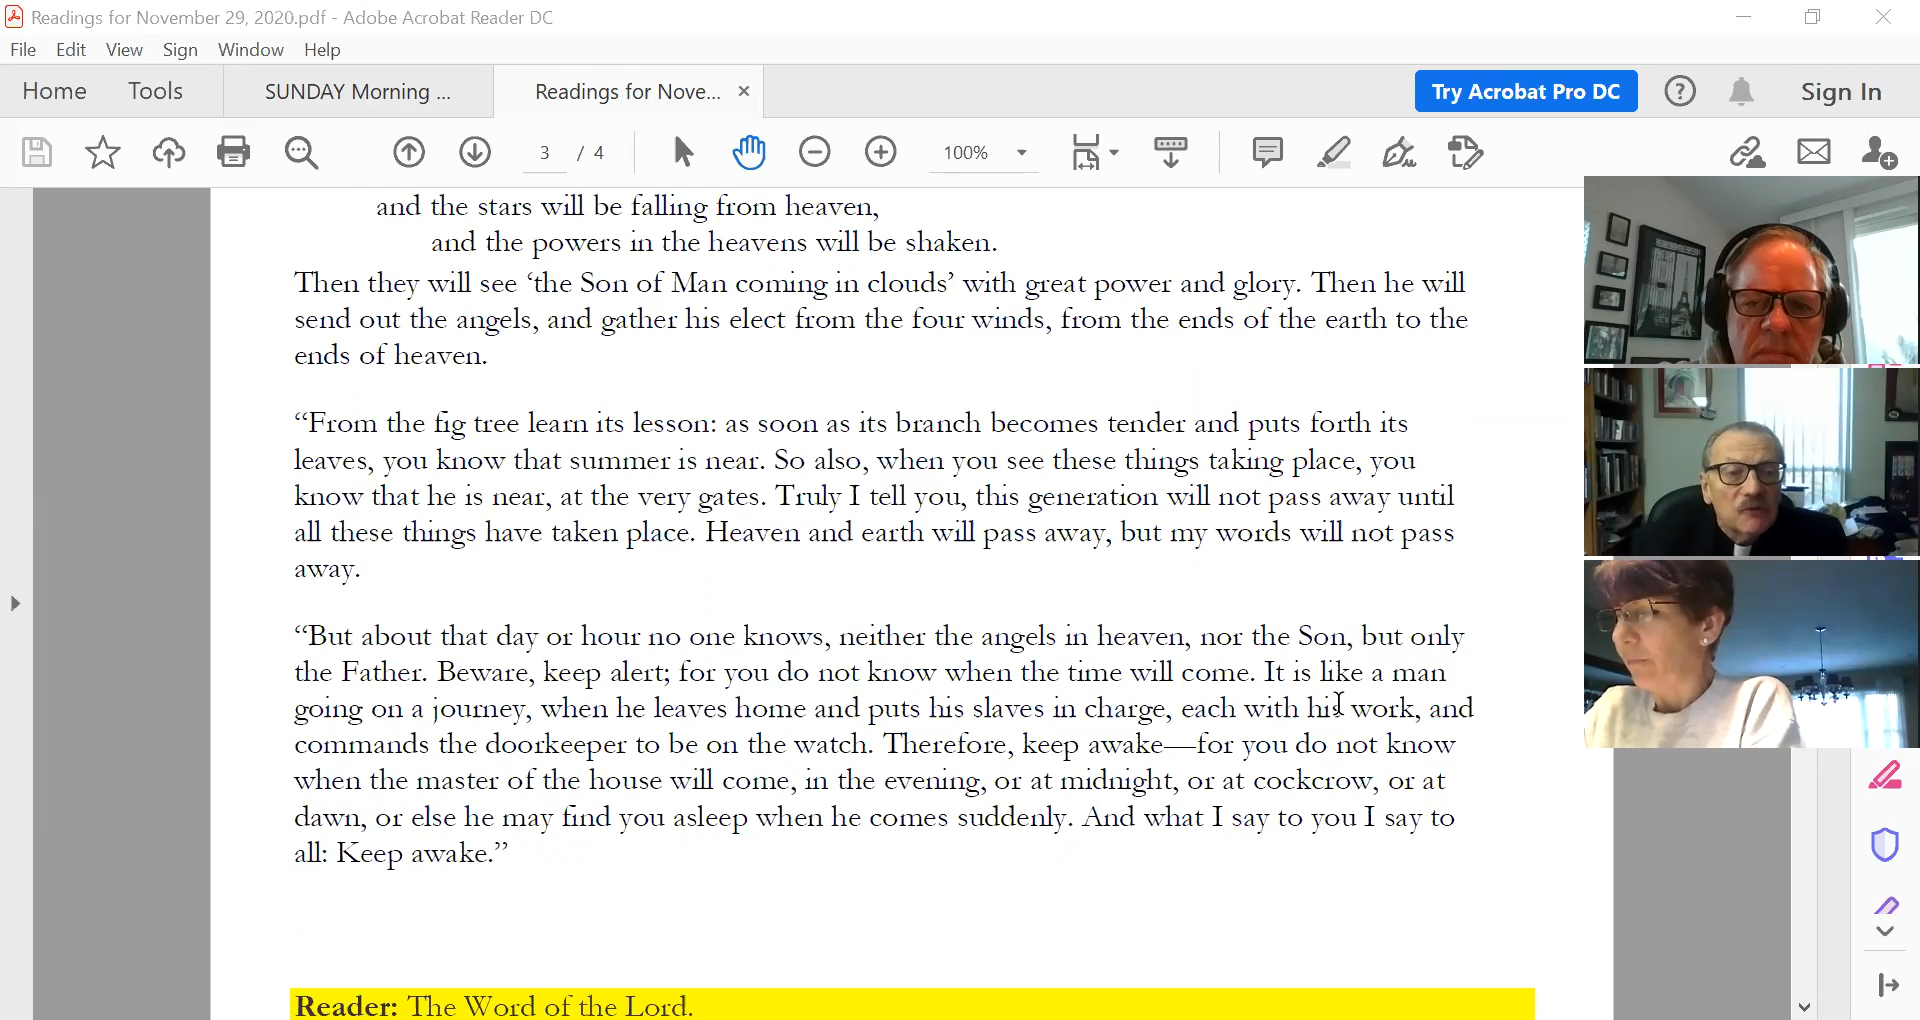 Readings for November 29, 2020.pdf - Adobe Acrobat Reader DC
File Edit View Sign Window Help
Home Tools SUNDAY Morning ... Readings for Nove... × Try Acrobat Pro DC ? Sign In
3 / 4 100%
and the stars will be falling from heaven,
and the powers in the heavens will be shaken.
Then they will see ‘the Son of Man coming in clouds’ with great power and glory. Then he will
send out the angels, and gather his elect from the four winds, from the ends of the earth to the
ends of heaven.
“From the fig tree learn its lesson: as soon as its branch becomes tender and puts forth its
leaves, you know that summer is near. So also, when you see these things taking place, you
know that he is near, at the very gates. Truly I tell you, this generation will not pass away until
all these things have taken place. Heaven and earth will pass away, but my words will not pass
away.
“But about that day or hour no one knows, neither the angels in heaven, nor the Son, but only
the Father. Beware, keep alert; for you do not know when the time will come. It is like a man
going on a journey, when he leaves home and puts his slaves in charge, each with his work, and
commands the doorkeeper to be on the watch. Therefore, keep awake—for you do not know
when the master of the house will come, in the evening, or at midnight, or at cockcrow, or at
dawn, or else he may find you asleep when he comes suddenly. And what I say to you I say to
all: Keep awake.”
Reader: The Word of the Lord.